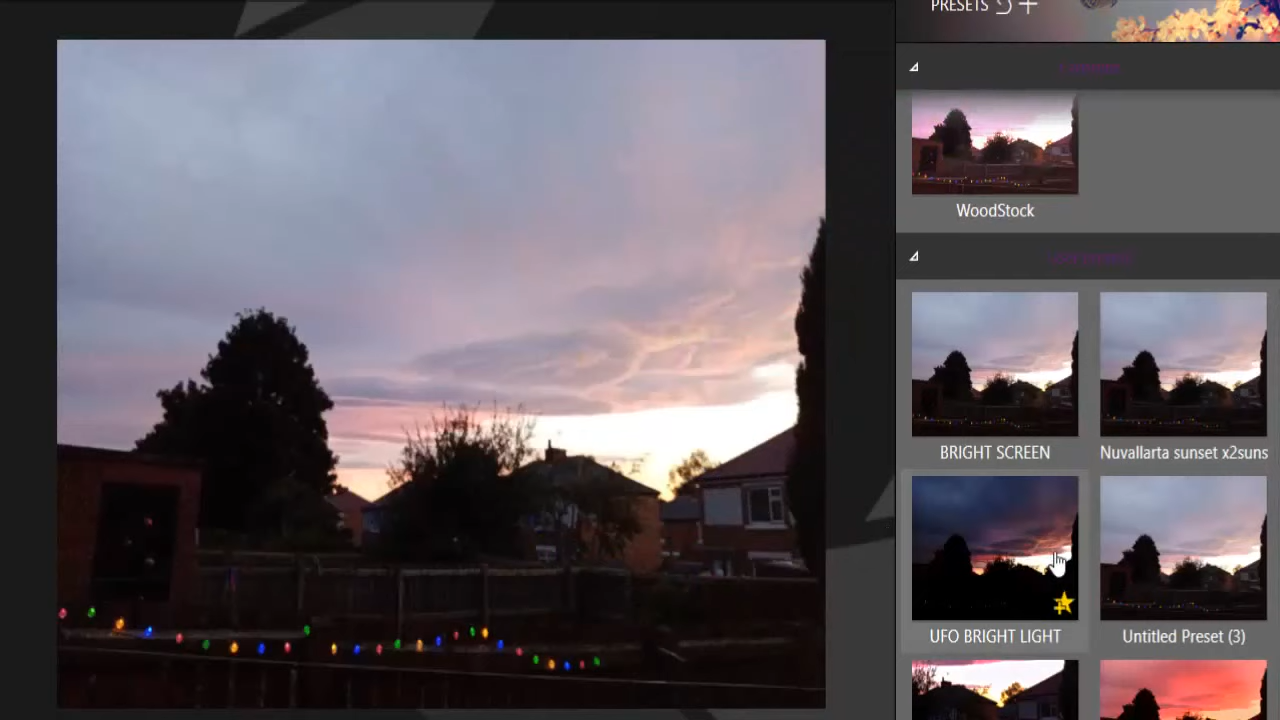 PRESETS
WoodStock
BRIGHT SCREEN
Nuvallarta sunset x2suns
UFO BRIGHT LIGHT
Untitled Preset (3)